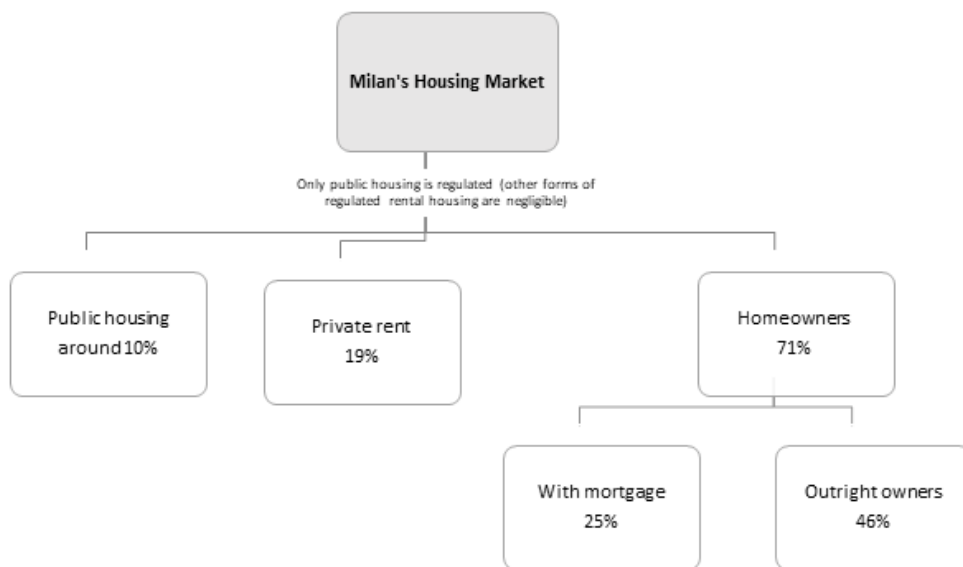 Milan's Housing Market
Only public housing is regulated (other forms of
regulated rental housing are negligible)
Public housing
around 10%
Private rent
19%
Homeowners
71%
With mortgage
25%
Outright owners
46%